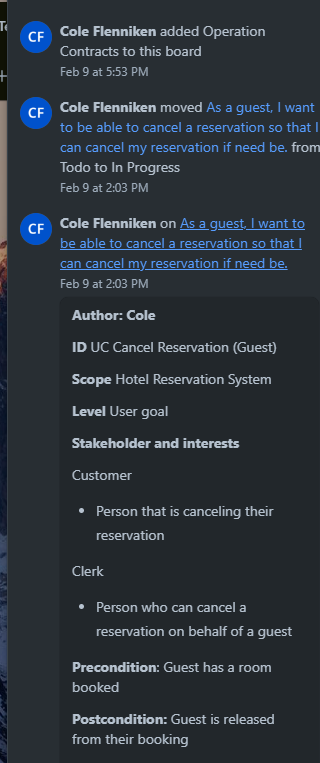 CF
Cole Flenniken added Operation
Contracts to this board
Feb 9 at 5:53 PM
CF
Cole Flenniken moved As a guest, I want
to be able to cancel a reservation so that I
can cancel my reservation if need be. from
Todo to In Progress
Feb 9 at 2:03 PM
CF
Cole Flenniken on As a guest, I want to
be able to cancel a reservation so that I
can cancel my reservation if need be.
Feb 9 at 2:03 PM
Author: Cole
ID UC Cancel Reservation (Guest)
Scope Hotel Reservation System
Level User goal
Stakeholder and interests
Customer
• Person that is canceling their
reservation
Clerk
• Person who can cancel a
reservation on behalf of a guest
Precondition: Guest has a room
booked
Postcondition: Guest is released
from their booking